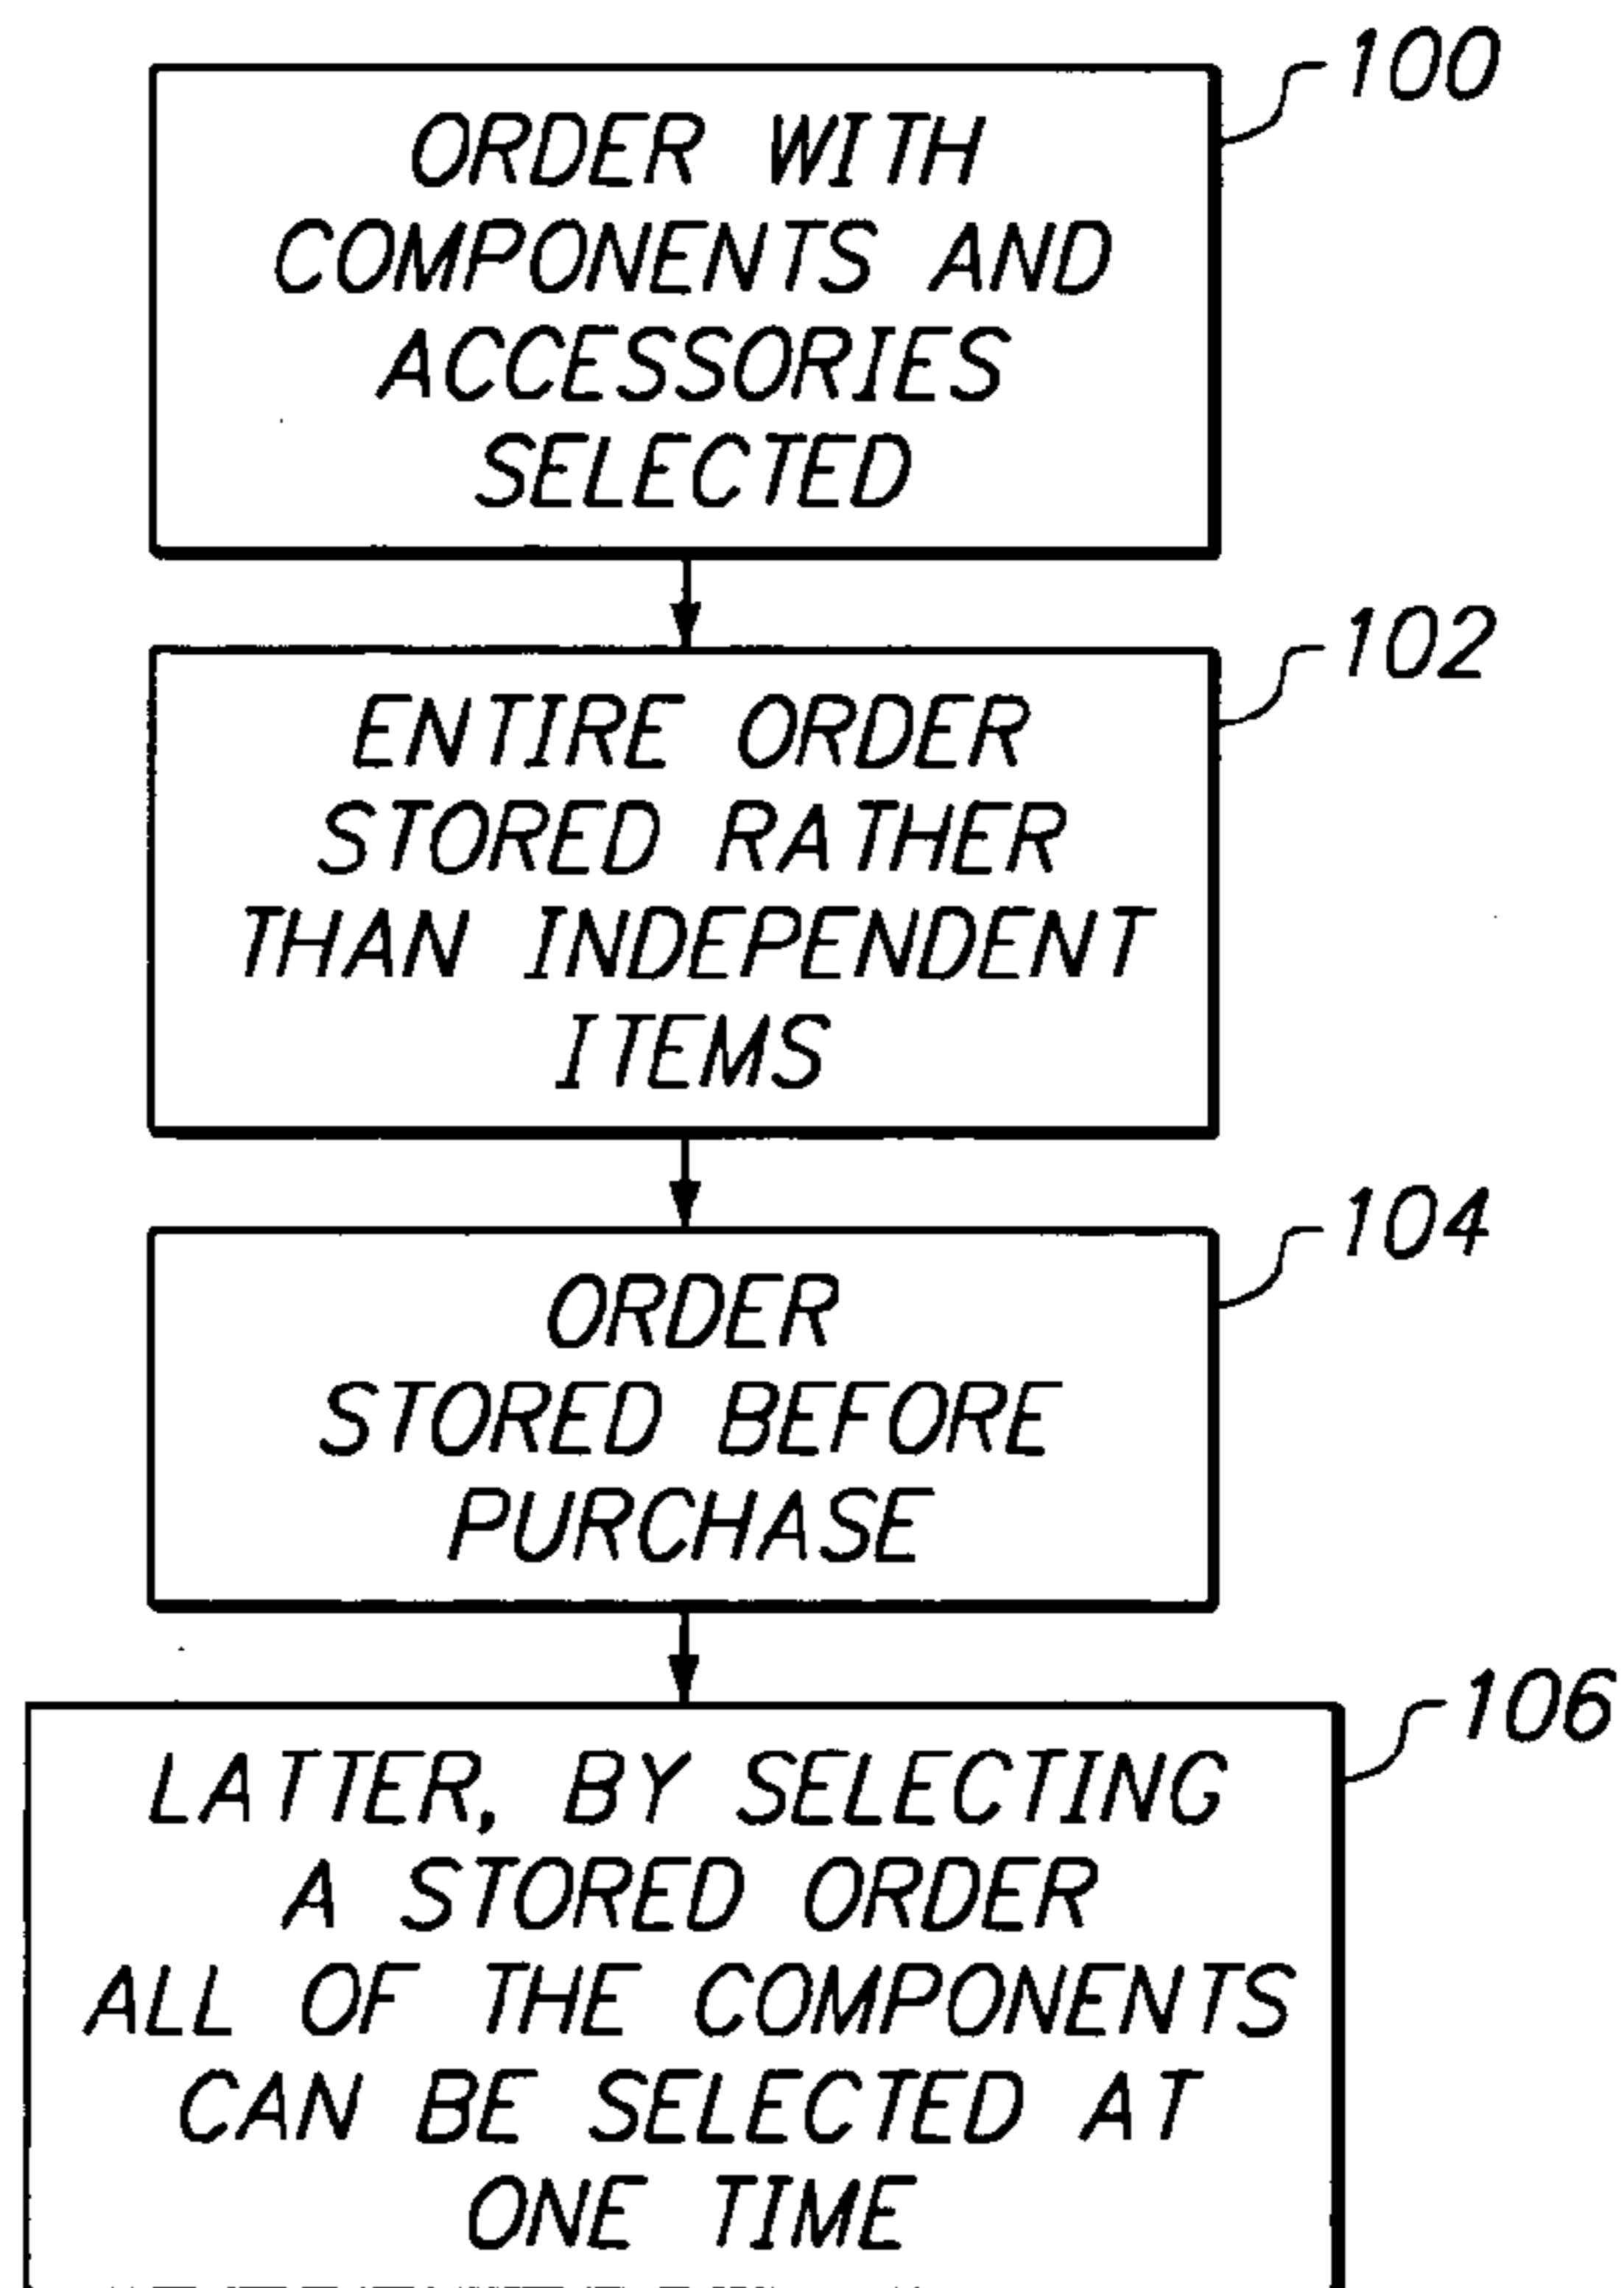 100
ORDER WITH
COMPONENTS AND
ACCESSORIES
SELECTED
102
ENTIRE ORDER
STORED RATHER
THAN INDEPENDENT
ITEMS
104
ORDER
STORED BEFORE
PURCHASE
106
LATTER, BY SELECTING
A STORED ORDER
ALL OF THE COMPONENTS
CAN BE SELECTED AT
ONE TIME